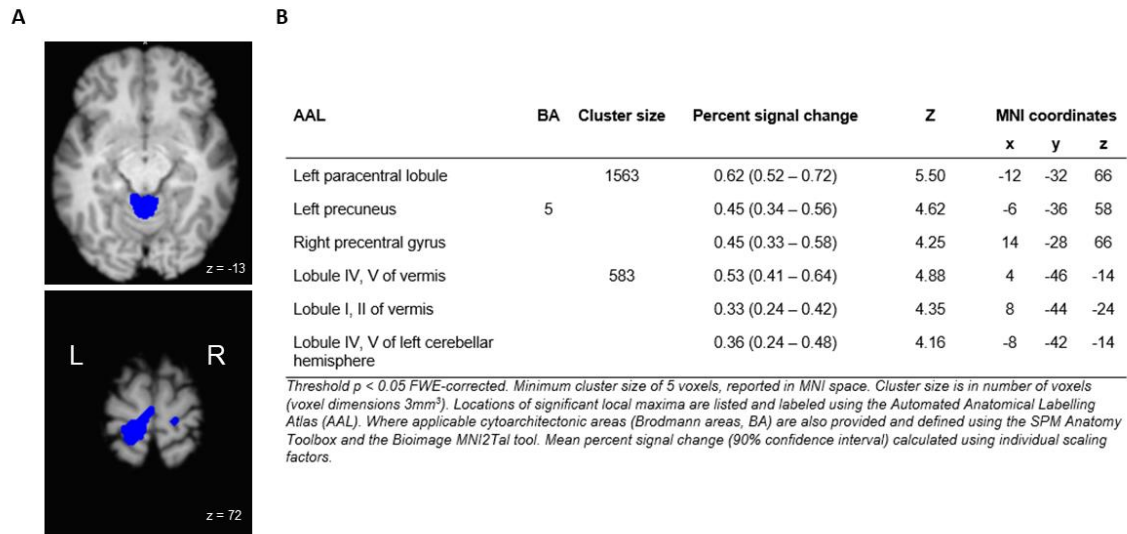 A
B
z = -13
L R
z = 72
AAL BA Cluster size Percent signal change Z MNI coordinates
x y z
Left paracentral lobule 1563 0.62 (0.52 – 0.72) 5.50 -12 -32 66
Left precuneus 5 0.45 (0.34 – 0.56) 4.62 -6 -36 58
Right precentral gyrus 0.45 (0.33 – 0.58) 4.25 14 -28 66
Lobule IV, V of vermis 583 0.53 (0.41 – 0.64) 4.88 4 -46 -14
Lobule I, II of vermis 0.33 (0.24 – 0.42) 4.35 8 -44 -24
Lobule IV, V of left cerebellar 0.36 (0.24 – 0.48) 4.16 -8 -42 -14
hemisphere
Threshold p < 0.05 FWE-corrected. Minimum cluster size of 5 voxels, reported in MNI space. Cluster size is in number of voxels
(voxel dimensions 3mm³). Locations of significant local maxima are listed and labeled using the Automated Anatomical Labelling
Atlas (AAL). Where applicable cytoarchitectonic areas (Brodmann areas, BA) are also provided and defined using the SPM Anatomy
Toolbox and the Bioimage MNI2Tal tool. Mean percent signal change (90% confidence interval) calculated using individual scaling
factors.